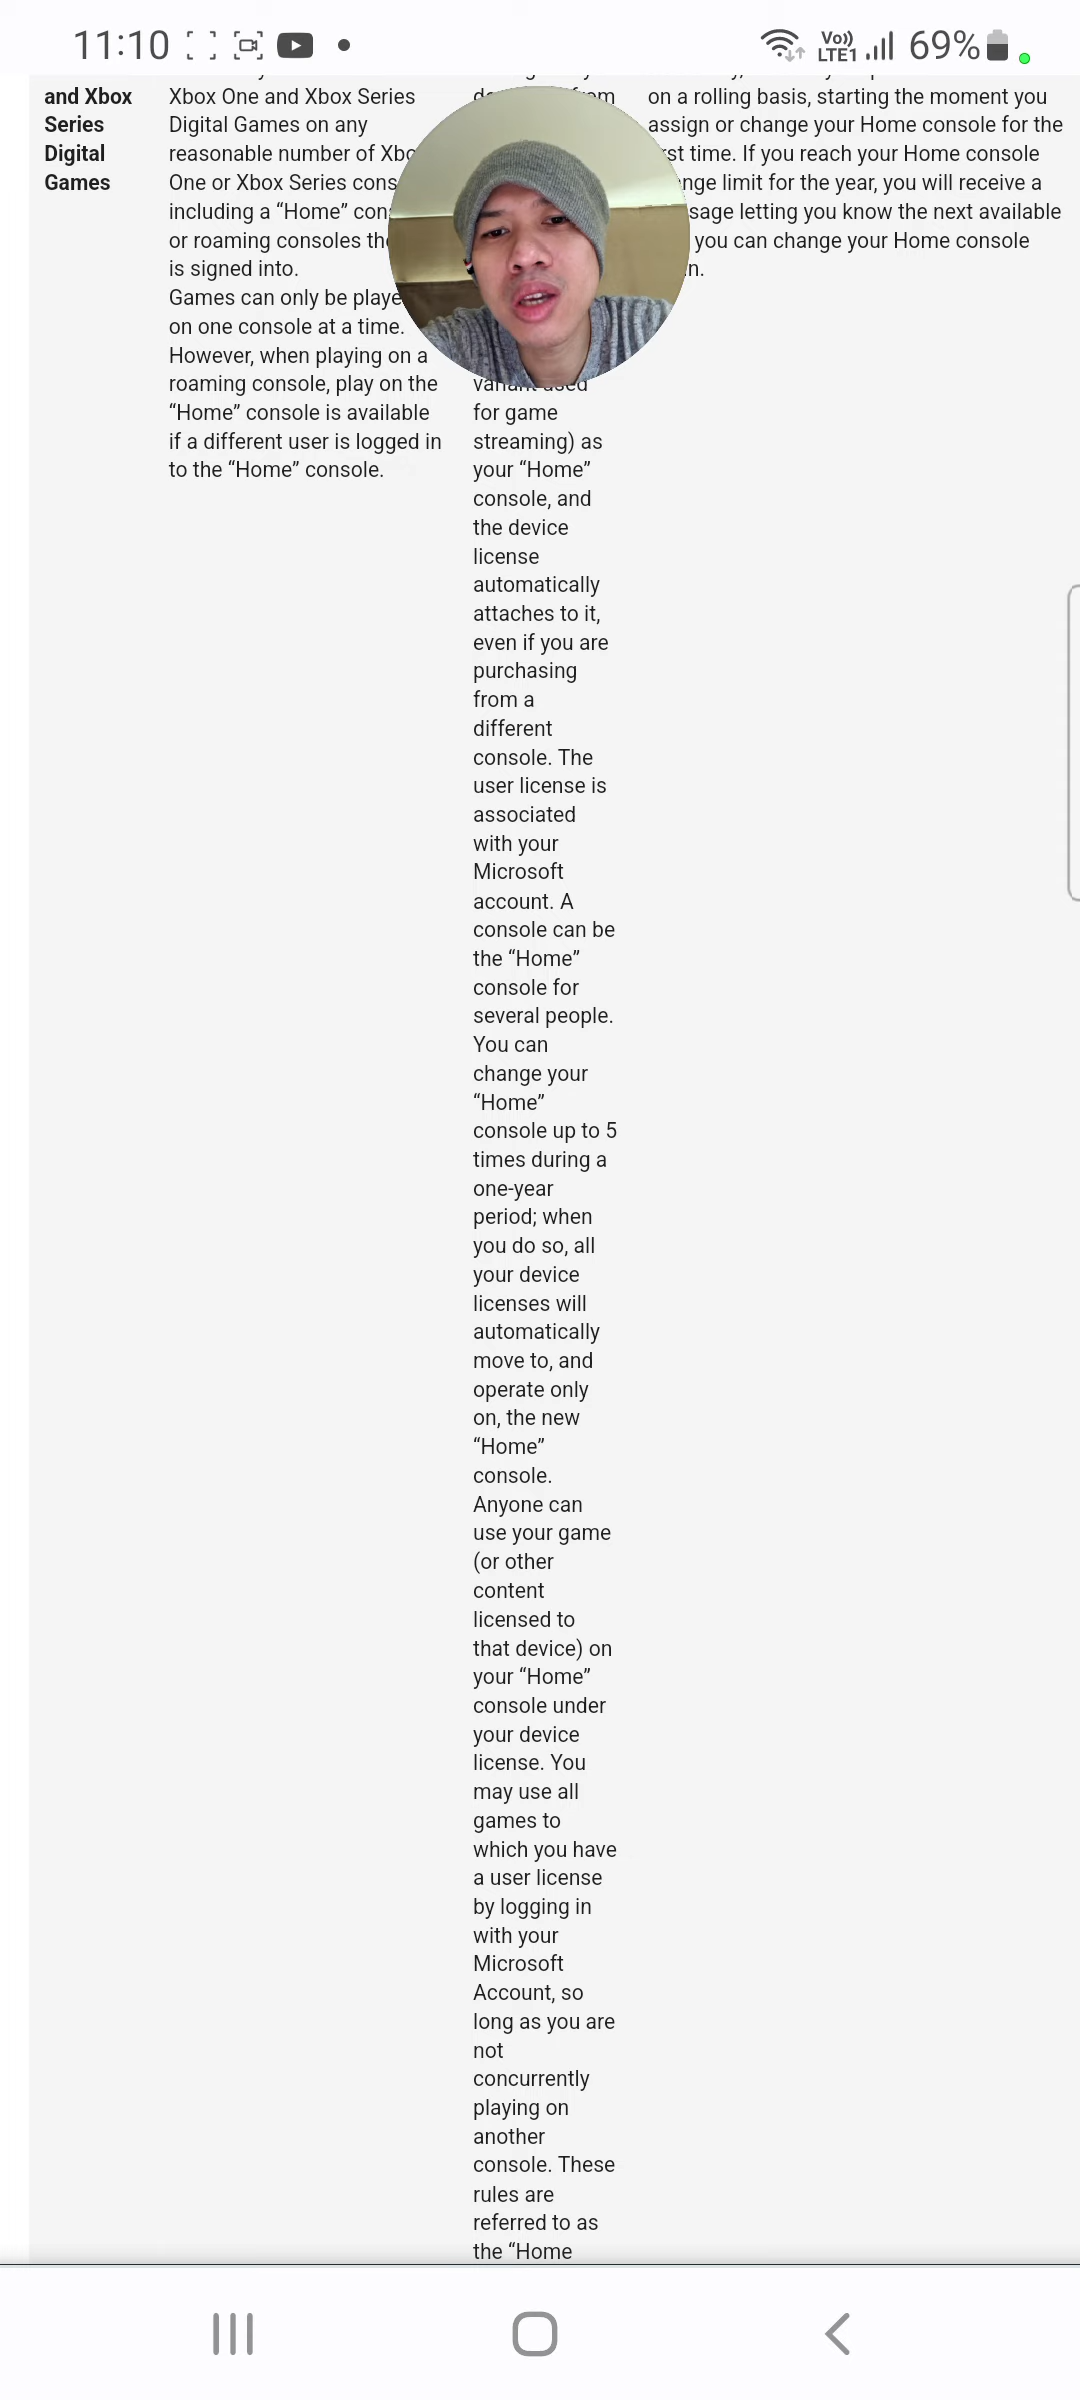 11:10
Vo))
LTE1
69%
and Xbox
Series
Digital
Games
Xbox One and Xbox Series
Digital Games on any
reasonable number of
One or Xbox Series
including a “Home”
or roaming consoles
is signed into.
Games can only be
on one console at a time.
However, when playing on a
roaming console, play on the
“Home” console is available
if a different user is logged in
to the “Home” console.
variant used
for game
streaming) as
your “Home”
console, and
the device
license
automatically
attaches to it,
even if you are
purchasing
from a
different
console. The
user license is
associated
with your
Microsoft
account. A
console can be
the “Home”
console for
several people.
You can
change your
“Home”
console up to 5
times during a
one-year
period; when
you do so, all
your device
licenses will
automatically
move to, and
operate only
on, the new
“Home”
console.
Anyone can
use your game
(or other
content
licensed to
that device) on
your “Home”
console under
your device
license. You
may use all
games to
which you have
a user license
by logging in
with your
Microsoft
Account, so
long as you are
not
concurrently
playing on
another
console. These
rules are
referred to as
the “Home
on a rolling basis, starting the moment you
assign or change your Home console for the
time. If you reach your Home console
limit for the year, you will receive a
letting you know the next available
you can change your Home console